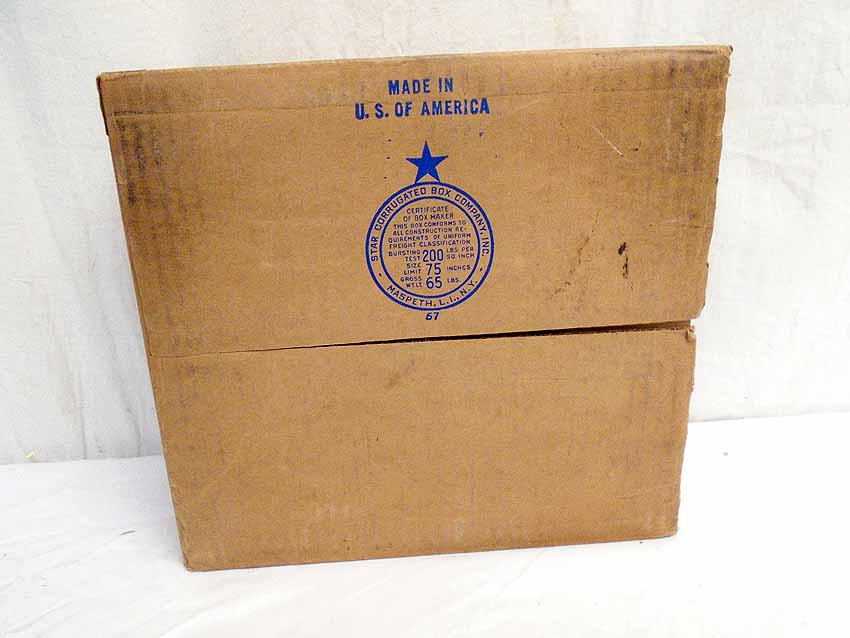 MADE IN
U. S. OF AMERICA
STAR CORRUGATED BOX COMPANY, INC.
CERTIFICATE
OF BOX MAKER
THIS BOX CONFORMS TO
ALL CONSTRUCTION RE-
QUIREMENTS OF UNIFORM
FREIGHT CLASSIFICATION
BURSTING TEST 200 LBS. PER SQ. INCH
SIZE LIMIT 75 INCHES
GROSS WT. LT. 65 LBS.
MASPETH, L. I., N. Y.
67